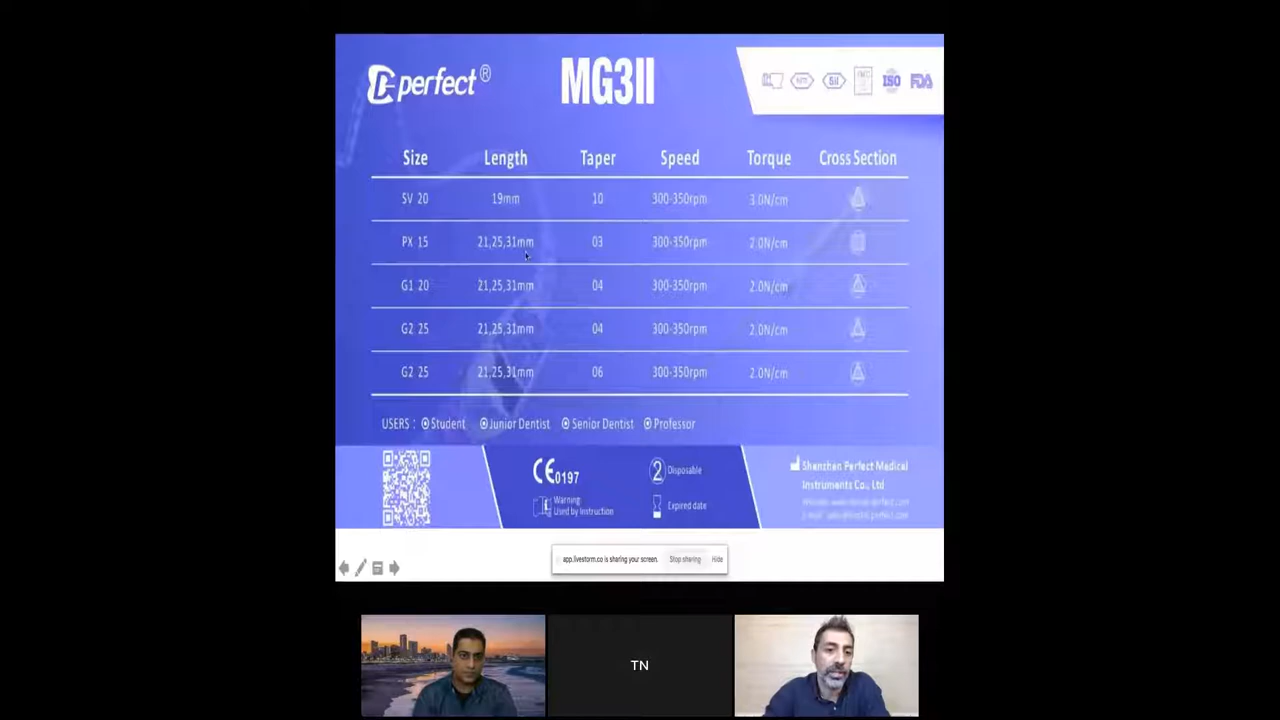 perfect®
MG3II
ISO
FDA
Size Length Taper Speed Torque Cross Section
SV 20 19mm 10 300-350rpm 3.0N/cm
PX 15 21,25,31mm 03 300-350rpm 2.0N/cm
G1 20 21,25,31mm 04 300-350rpm 2.0N/cm
G2 25 21,25,31mm 04 300-350rpm 2.0N/cm
G2 25 21,25,31mm 06 300-350rpm 2.0N/cm
USERS : Student Junior Dentist Senior Dentist Professor
CE 0197
2 Disposable
Warning:
Used by Instruction
Expired date
Shenzhen Perfect Medical
Instruments Co., Ltd
app.livestorm.co is sharing your screen. Stop sharing Hide
TN